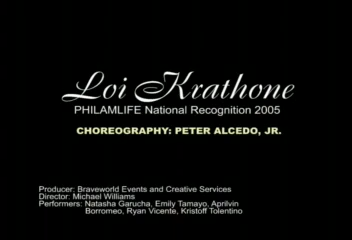 Loi Krathone
PHILAMLIFE National Recognition 2005
CHOREOGRAPHY: PETER ALCEDO, JR.
Producer: Braveworld Events and Creative Services
Director: Michael Williams
Performers: Natasha Garucha, Emily Tamayo, Aprilvin
Borromeo, Ryan Vicente, Kristoff Tolentino